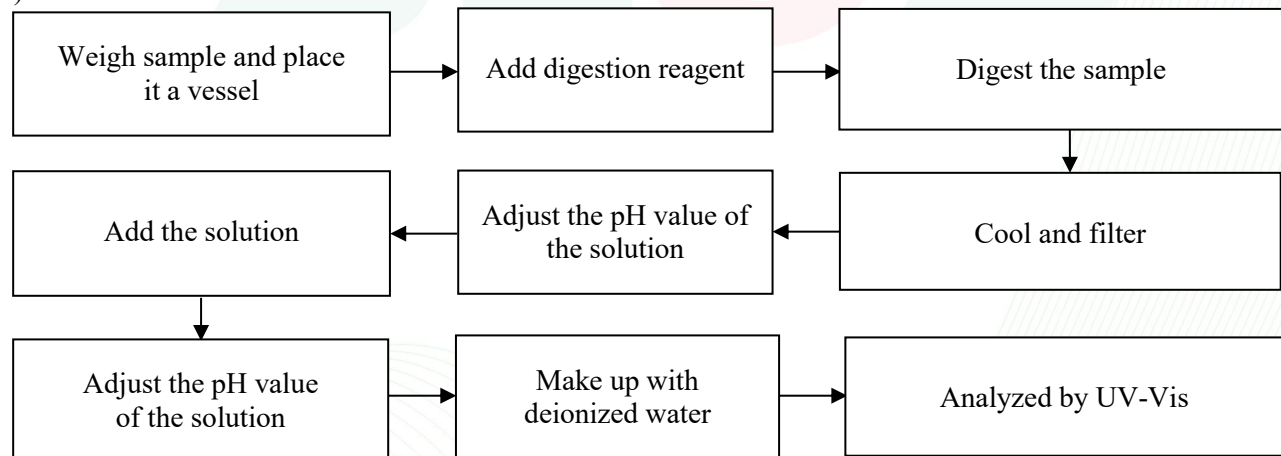 Weigh sample and place
it a vessel
Add digestion reagent
Digest the sample
Cool and filter
Adjust the pH value of
the solution
Add the solution
Adjust the pH value
of the solution
Make up with
deionized water
Analyzed by UV-Vis